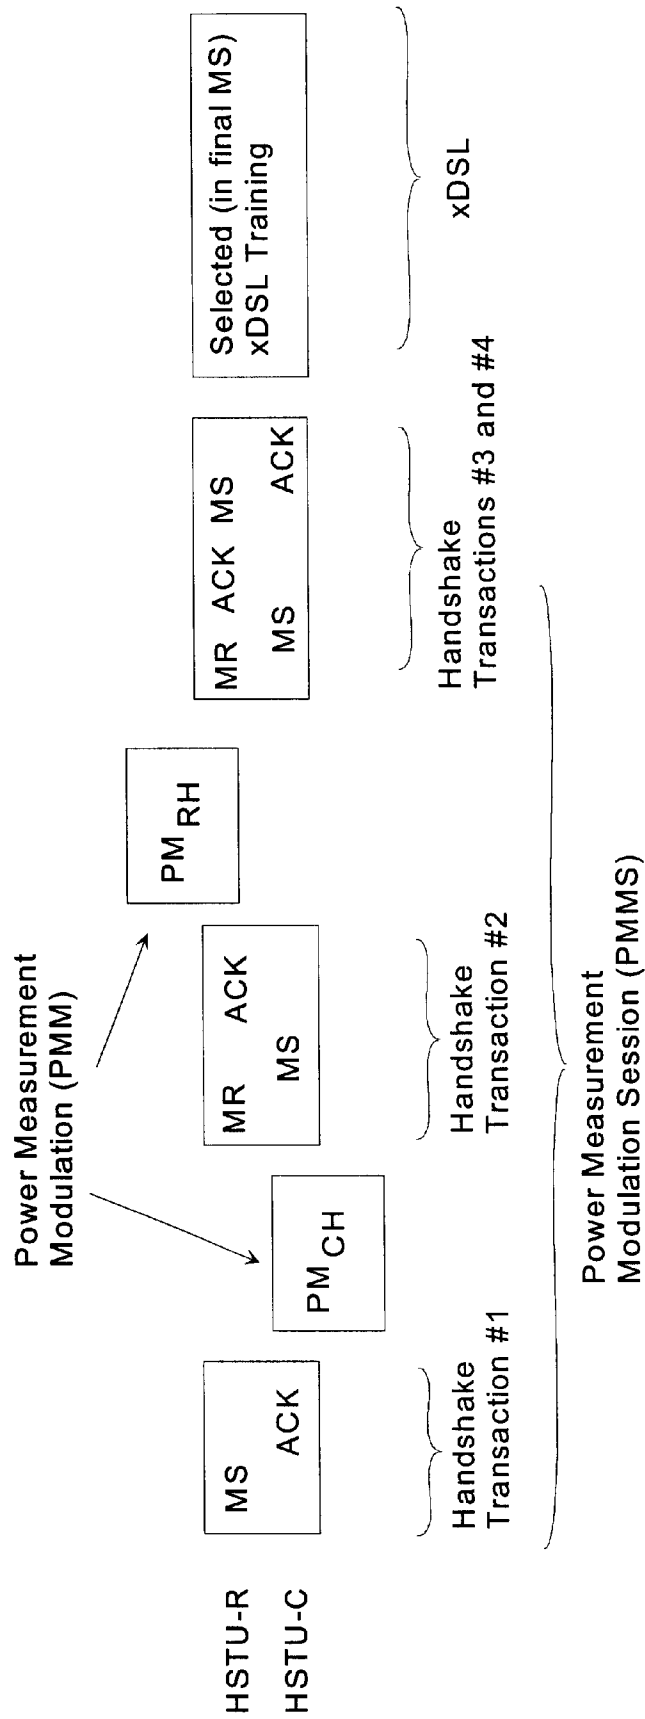 Power Measurement
Modulation (PMM)
HSTU-R
HSTU-C
MS
ACK
PM CH
MR ACK
MS
PM RH
MR ACK MS
MS ACK
Selected (in final MS)
xDSL Training
Handshake
Transaction #1
Handshake
Transaction #2
Handshake
Transactions #3 and #4
xDSL
Power Measurement
Modulation Session (PMMS)